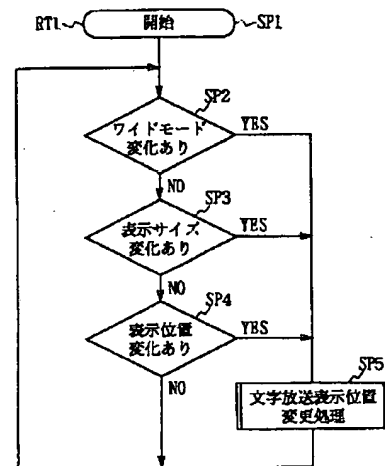 RT1 開始 SP1
SP2
ワイドモード YES
変化あり
NO
SP3
表示サイズ YES
変化あり
NO
SP4
表示位置 YES
変化あり
NO
SP5
文字放送表示位置
変更処理